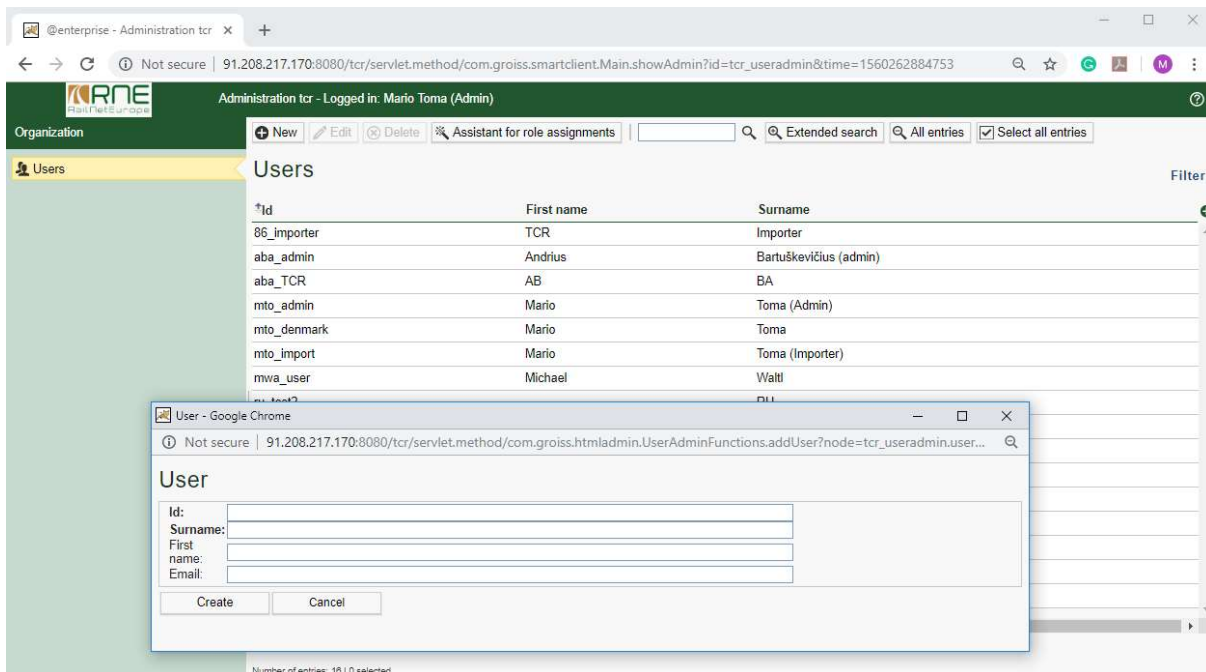 @enterprise - Administration tcr
Not secure | 91.208.217.170:8080/tcr/servlet.method/com.groiss.smartclient.Main.showAdmin?id=tcr_useradmin&time=1560262884753
M
RNE
RailNetEurope
Administration tcr - Logged in: Mario Toma (Admin)
Organization
New Edit Delete Assistant for role assignments Extended search All entries Select all entries
Users
Users
Filter
Id First name Surname
86_importer TCR Importer
aba_admin Andrius Bartuškevičius (admin)
aba_TCR AB BA
mto_admin Mario Toma (Admin)
mto_denmark Mario Toma
mto_import Mario Toma (Importer)
mwa_user Michael Waltl
ru_test2 RU
User - Google Chrome
Not secure | 91.208.217.170:8080/tcr/servlet.method/com.groiss.htmladmin.UserAdminFunctions.addUser?node=tcr_useradmin.user...
User
Id:
Surname:
First
name:
Email:
Create Cancel
Number of entries: 16 | 0 selected